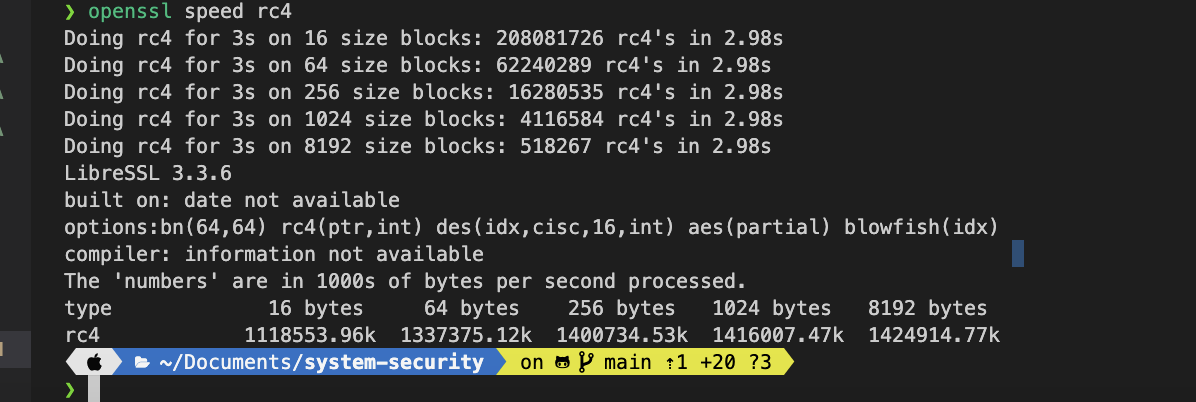 ❯ openssl speed rc4
Doing rc4 for 3s on 16 size blocks: 208081726 rc4's in 2.98s
Doing rc4 for 3s on 64 size blocks: 62240289 rc4's in 2.98s
Doing rc4 for 3s on 256 size blocks: 16280535 rc4's in 2.98s
Doing rc4 for 3s on 1024 size blocks: 4116584 rc4's in 2.98s
Doing rc4 for 3s on 8192 size blocks: 518267 rc4's in 2.98s
LibreSSL 3.3.6
built on: date not available
options:bn(64,64) rc4(ptr,int) des(idx,cisc,16,int) aes(partial) blowfish(idx)
compiler: information not available
The 'numbers' are in 1000s of bytes per second processed.
type 16 bytes 64 bytes 256 bytes 1024 bytes 8192 bytes
rc4 1118553.96k 1337375.12k 1400734.53k 1416007.47k 1424914.77k
~/Documents/system-security on main ⇡1 +20 ?3
❯